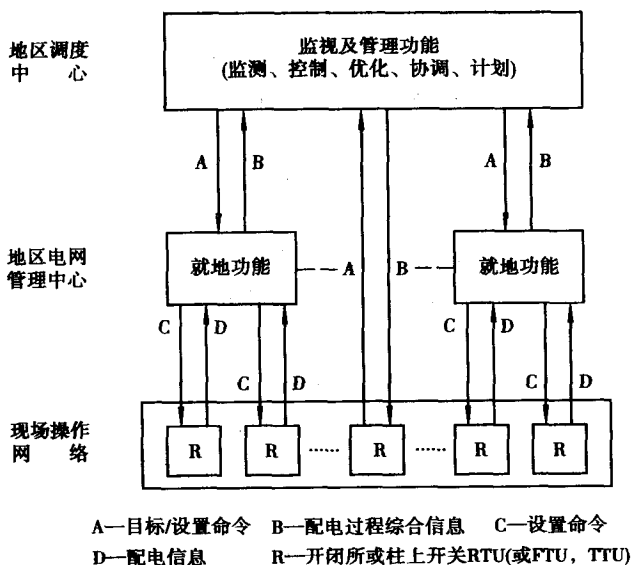 地区调度
中 心
监视及管理功能
(监测、控制、优化、协调、计划)
A B A B
地区电网
管理中心
就地功能
A B
就地功能
C D C D C D C D
现场操作
网 络
R R …… R …… R R
A—目标/设置命令 B—配电过程综合信息 C—设置命令
D—配电信息 R—开闭所或柱上开关RTU(或FTU，TTU)